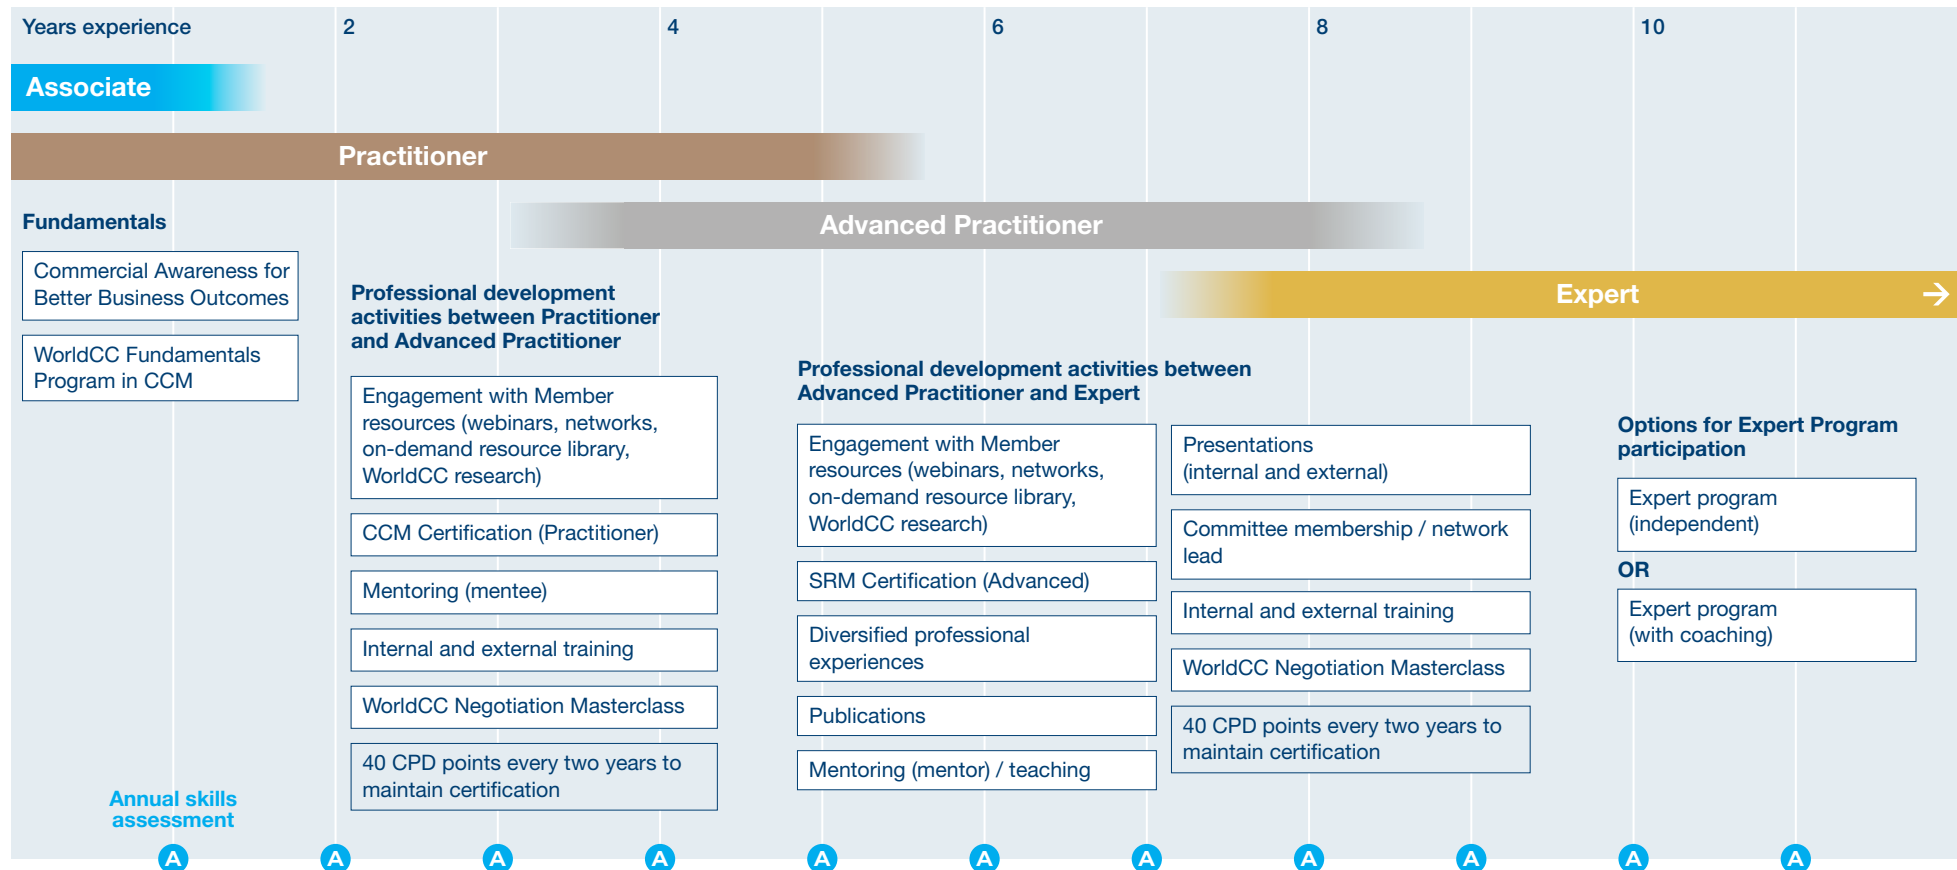 Years experience
2
4
6
8
10
Associate
Practitioner
Advanced Practitioner
Expert
Fundamentals
Commercial Awareness for
Better Business Outcomes
WorldCC Fundamentals
Program in CCM
Professional development
activities between Practitioner
and Advanced Practitioner
Engagement with Member
resources (webinars, networks,
on-demand resource library,
WorldCC research)
CCM Certification (Practitioner)
Mentoring (mentee)
Internal and external training
WorldCC Negotiation Masterclass
40 CPD points every two years to
maintain certification
Professional development activities between
Advanced Practitioner and Expert
Engagement with Member
resources (webinars, networks,
on-demand resource library,
WorldCC research)
SRM Certification (Advanced)
Diversified professional
experiences
Publications
Mentoring (mentor) / teaching
Presentations
(internal and external)
Committee membership / network
lead
Internal and external training
WorldCC Negotiation Masterclass
40 CPD points every two years to
maintain certification
Options for Expert Program
participation
Expert program
(independent)
OR
Expert program
(with coaching)
Annual skills
assessment
A
A
A
A
A
A
A
A
A
A
A